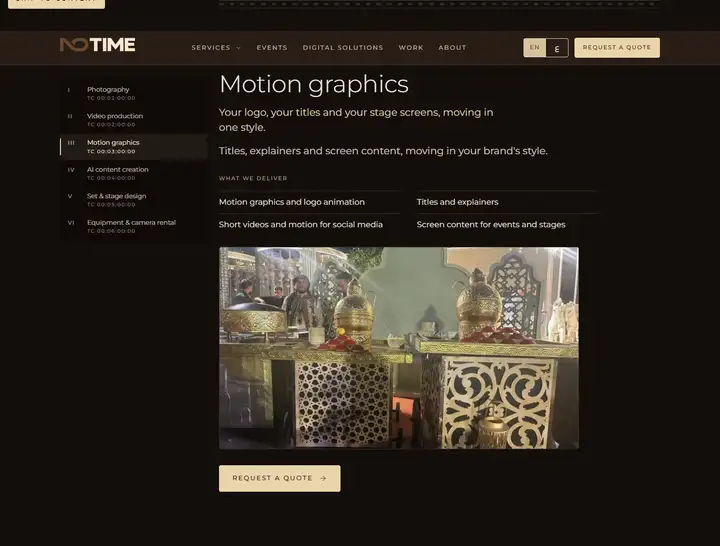 NOTIME
SERVICES
EVENTS
DIGITAL SOLUTIONS
WORK
ABOUT
EN
ع
REQUEST A QUOTE
I Photography
TC 00:01:00:00
II Video production
TC 00:02:00:00
III Motion graphics
TC 00:03:00:00
IV AI content creation
TC 00:04:00:00
V Set & stage design
TC 00:05:00:00
VI Equipment & camera rental
TC 00:06:00:00
Motion graphics
Your logo, your titles and your stage screens, moving in
one style.
Titles, explainers and screen content, moving in your brand's style.
WHAT WE DELIVER
Motion graphics and logo animation
Titles and explainers
Short videos and motion for social media
Screen content for events and stages
REQUEST A QUOTE →